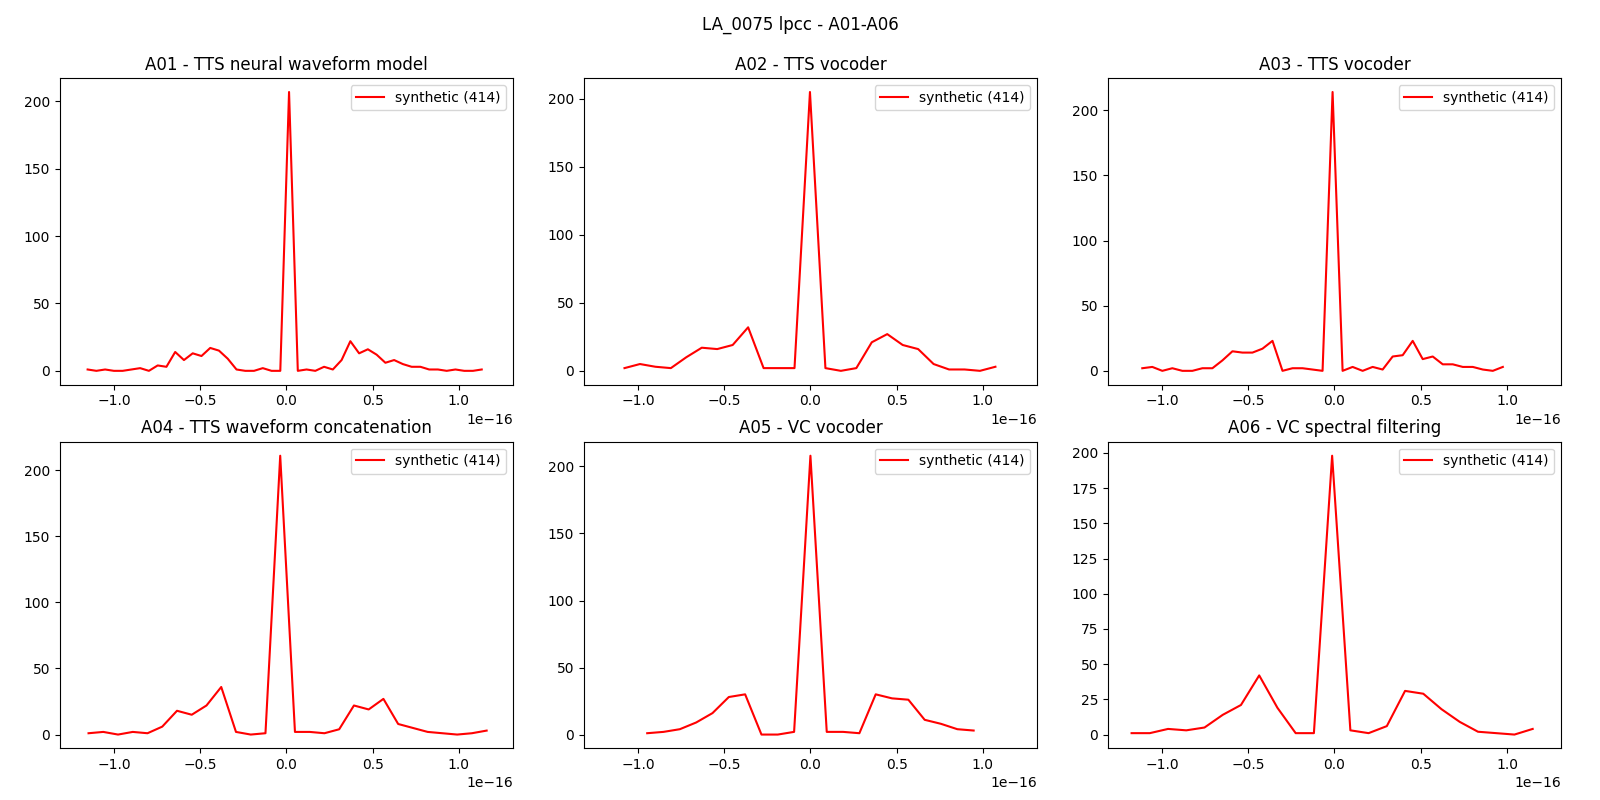 LA_0075 lpcc - A01-A06
A01 - TTS neural waveform model
synthetic (414)
200
150
100
50
0
−1.0 −0.5 0.0 0.5 1.0
1e−16
A02 - TTS vocoder
synthetic (414)
200
150
100
50
0
−1.0 −0.5 0.0 0.5 1.0
1e−16
A03 - TTS vocoder
synthetic (414)
200
150
100
50
0
−1.0 −0.5 0.0 0.5 1.0
1e−16
A04 - TTS waveform concatenation
synthetic (414)
200
150
100
50
0
−1.0 −0.5 0.0 0.5 1.0
1e−16
A05 - VC vocoder
synthetic (414)
200
150
100
50
0
−1.0 −0.5 0.0 0.5 1.0
1e−16
A06 - VC spectral filtering
synthetic (414)
200
175
150
125
100
75
50
25
0
−1.0 −0.5 0.0 0.5 1.0
1e−16